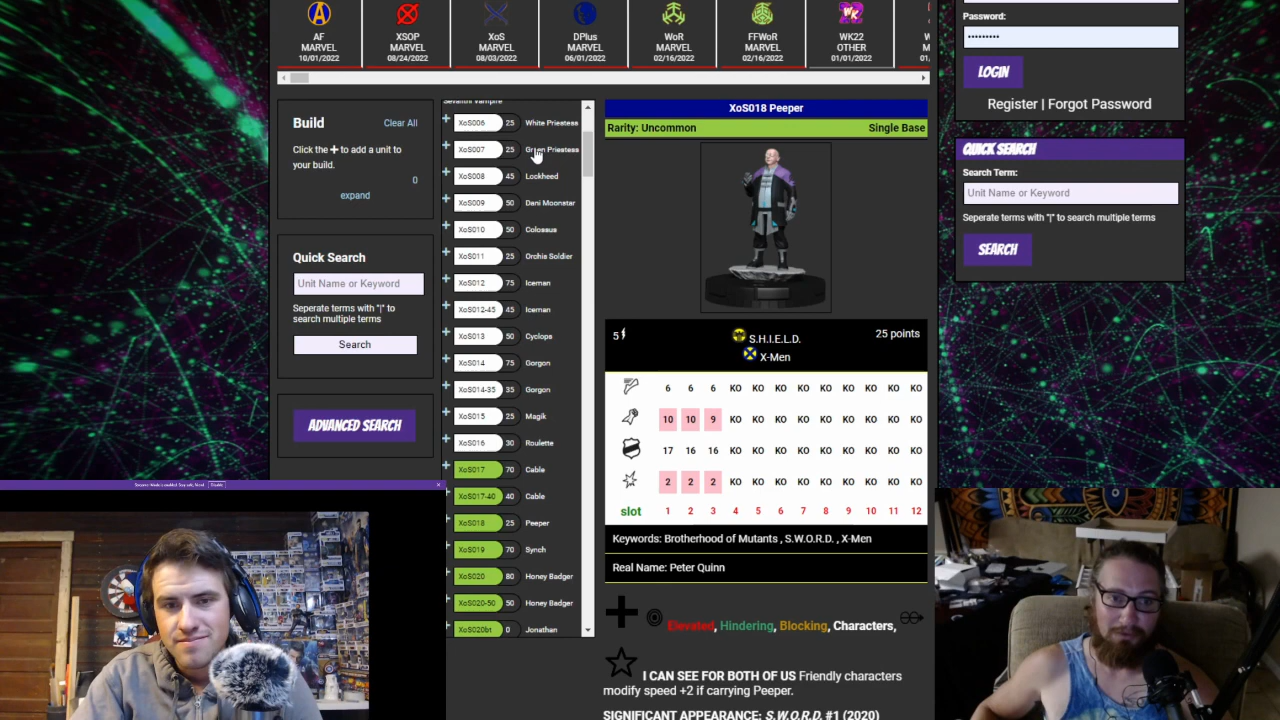 AF
MARVEL
10/01/2022
XSOP
MARVEL
08/24/2022
XoS
MARVEL
08/03/2022
DPlus
MARVEL
06/01/2022
WoR
MARVEL
02/16/2022
FFWoR
MARVEL
02/16/2022
WK22
OTHER
01/01/2022
Build
Clear All
Click the + to add a unit to
your build.
0
expand
Quick Search
Unit Name or Keyword
Seperate terms with "|" to
search multiple terms
Search
ADVANCED SEARCH
Sevalith Vampire
XoS006 25 White Priestess
XoS007 25 Green Priestess
XoS008 45 Lockheed
XoS009 50 Dani Moonstar
XoS010 50 Colossus
XoS011 25 Orchis Soldier
XoS012 75 Iceman
XoS012-45 45 Iceman
XoS013 50 Cyclops
XoS014 75 Gorgon
XoS014-35 35 Gorgon
XoS015 25 Magik
XoS016 30 Roulette
XoS017 70 Cable
XoS017-40 40 Cable
XoS018 25 Peeper
XoS019 70 Synch
XoS020 80 Honey Badger
XoS020-50 50 Honey Badger
XoS020bt 0 Jonathan
XoS018 Peeper
Rarity: Uncommon Single Base
5 S.H.I.E.L.D. 25 points
X-Men
6 6 6 KO KO KO KO KO KO KO KO KO
10 10 9 KO KO KO KO KO KO KO KO KO
17 16 16 KO KO KO KO KO KO KO KO KO
2 2 2 KO KO KO KO KO KO KO KO KO
slot 1 2 3 4 5 6 7 8 9 10 11 12
Keywords: Brotherhood of Mutants , S.W.O.R.D. , X-Men
Real Name: Peter Quinn
Elevated, Hindering, Blocking, Characters,
I CAN SEE FOR BOTH OF US Friendly characters
modify speed +2 if carrying Peeper.
SIGNIFICANT APPEARANCE: S.W.O.R.D. #1 (2020)
Password:
•••••••••
LOGIN
Register | Forgot Password
QUICK SEARCH
Search Term:
Unit Name or Keyword
Seperate terms with "|" to search multiple terms
SEARCH
Disable